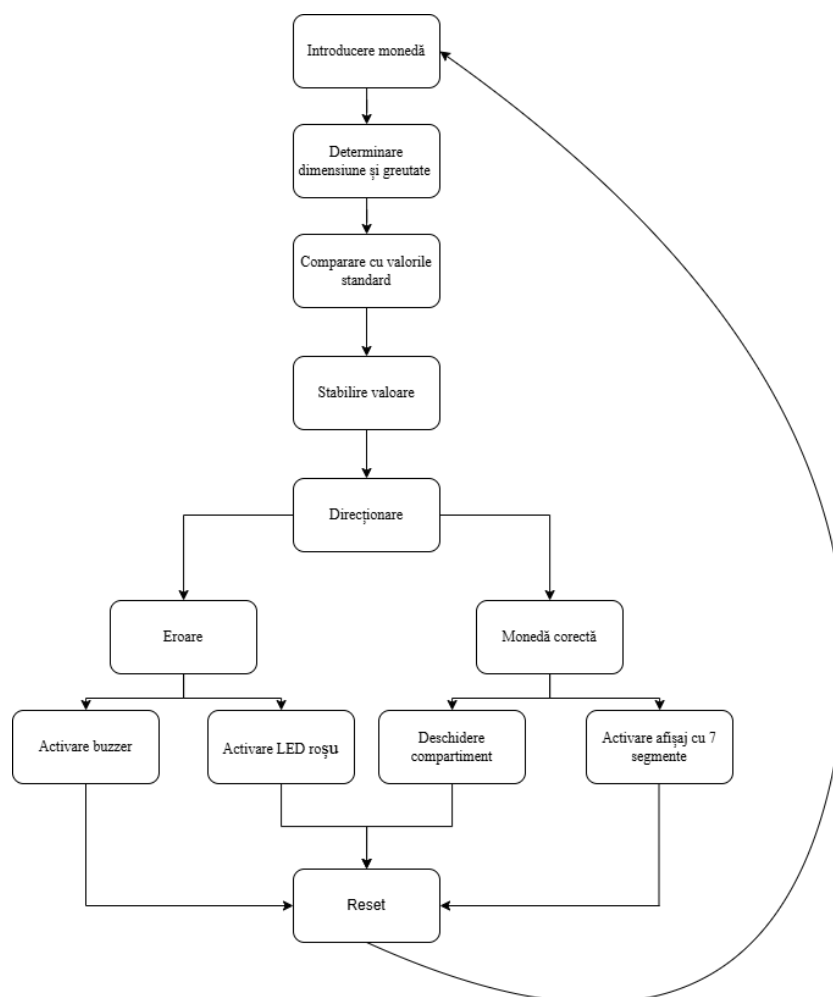 Introducere monedă
Determinare
dimensiune și greutate
Comparare cu valorile
standard
Stabilire valoare
Direcționare
Eroare
Monedă corectă
Activare buzzer
Activare LED roșu
Deschidere
compartiment
Activare afișaj cu 7
segmente
Reset